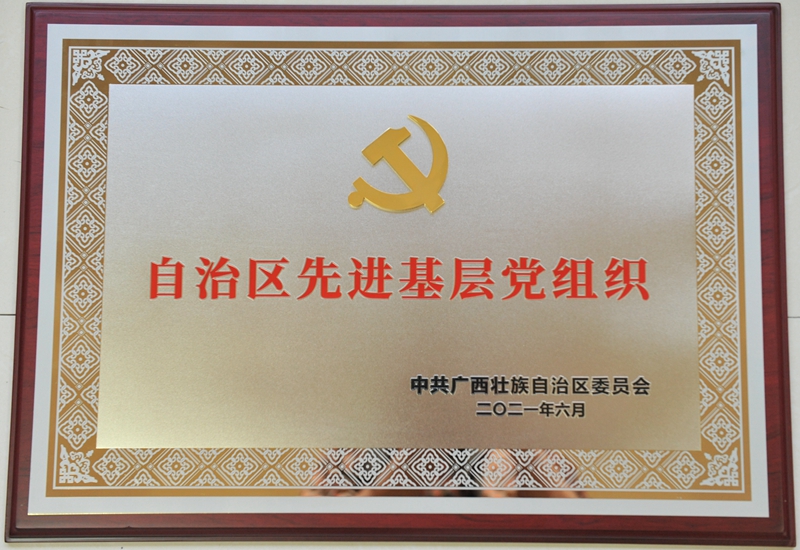 自治区先进基层党组织
中共广西壮族自治区委员会
二〇二一年六月